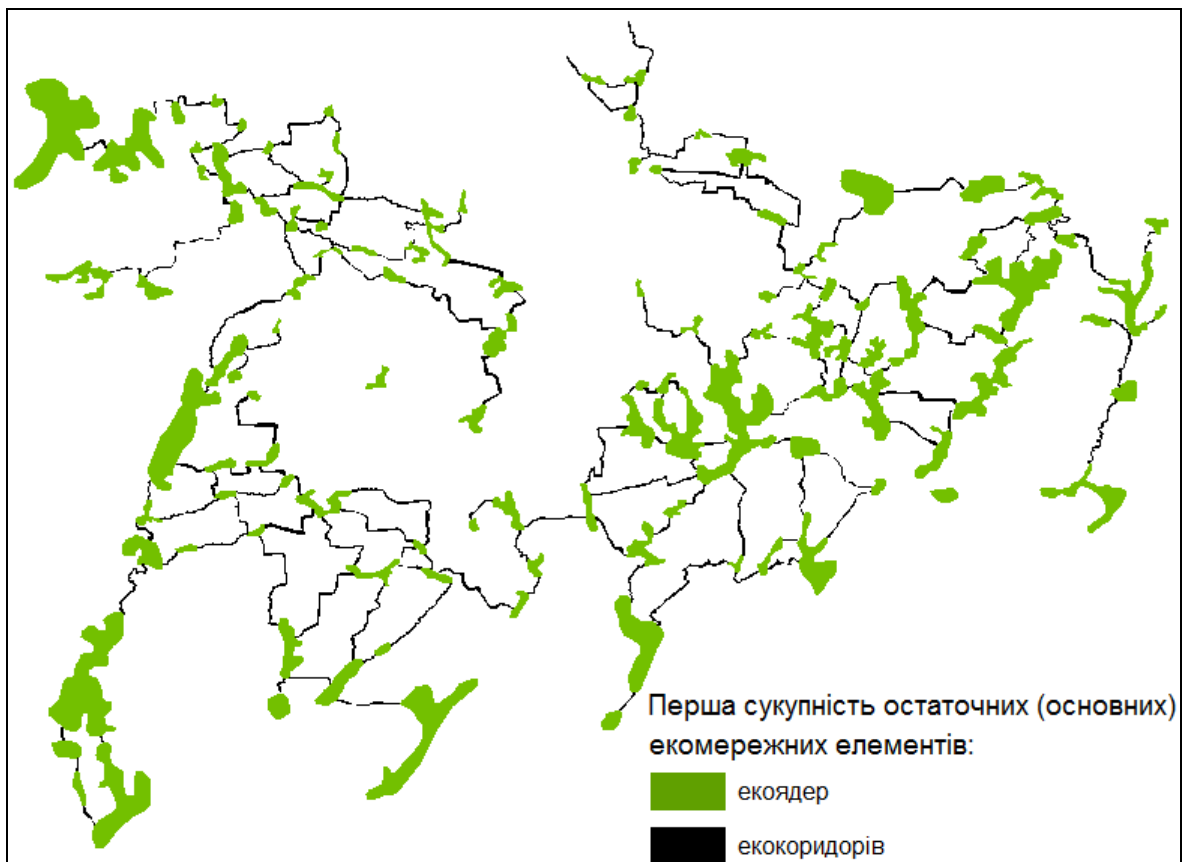 Перша сукупність остаточних (основних)
екомережних елементів:
екоядер
екокоридорів